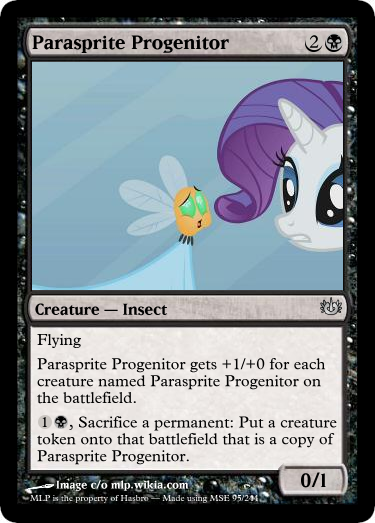 Parasprite Progenitor 2
Creature — Insect
Flying
Parasprite Progenitor gets +1/+0 for each
creature named Parasprite Progenitor on
the battlefield.
1 , Sacrifice a permanent: Put a creature
token onto that battlefield that is a copy of
Parasprite Progenitor.
0/1
Image c/o mlp.wikia.com
MLP is the property of Hasbro — Made using MSE 95/244